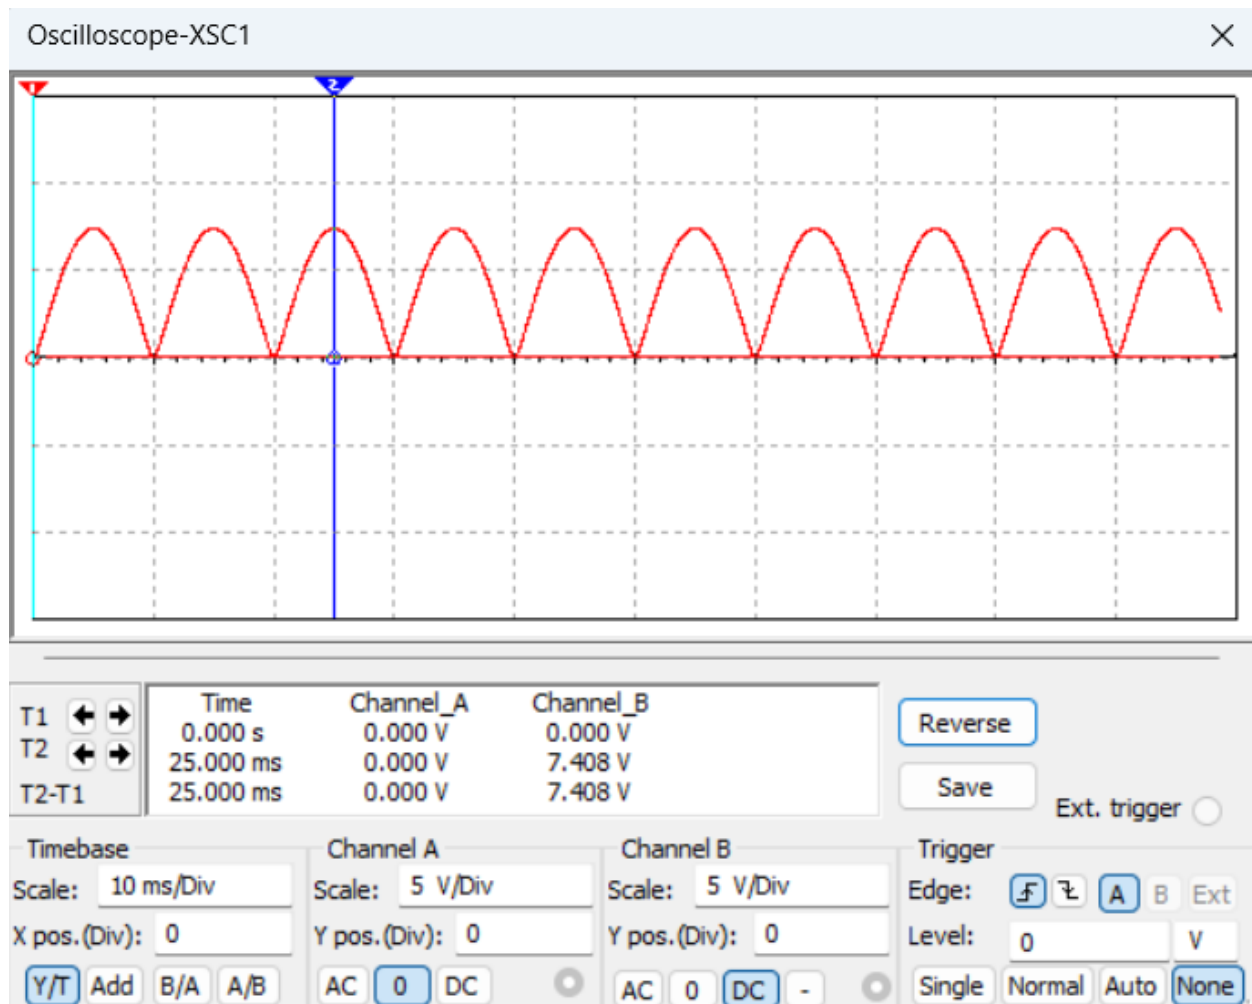 Oscilloscope-XSC1
1 2
Time Channel_A Channel_B
T1 0.000 s 0.000 V 0.000 V
T2 25.000 ms 0.000 V 7.408 V
T2-T1 25.000 ms 0.000 V 7.408 V
Reverse
Save
Ext. trigger
Timebase Channel A Channel B Trigger
Scale: 10 ms/Div Scale: 5 V/Div Scale: 5 V/Div Edge: A B Ext
X pos.(Div): 0 Y pos.(Div): 0 Y pos.(Div): 0 Level: 0 V
Y/T Add B/A A/B AC 0 DC AC 0 DC - Single Normal Auto None